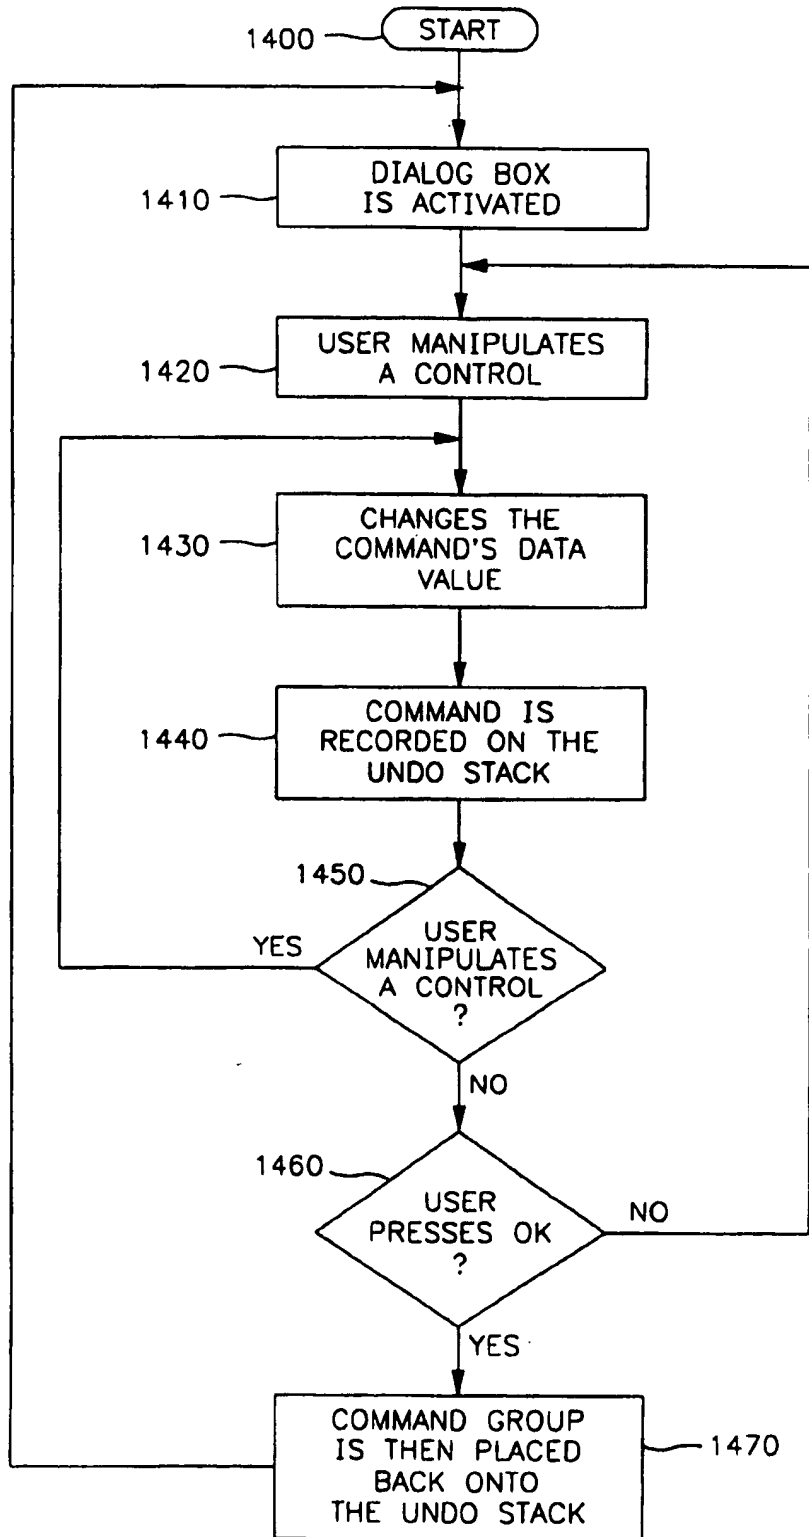 1400
START
1410
DIALOG BOX
IS ACTIVATED
1420
USER MANIPULATES
A CONTROL
1430
CHANGES THE
COMMAND'S DATA
VALUE
1440
COMMAND IS
RECORDED ON THE
UNDO STACK
1450
YES
USER
MANIPULATES
A CONTROL
?
NO
1460
USER
PRESSES OK
?
NO
YES
COMMAND GROUP
IS THEN PLACED
BACK ONTO
THE UNDO STACK
1470